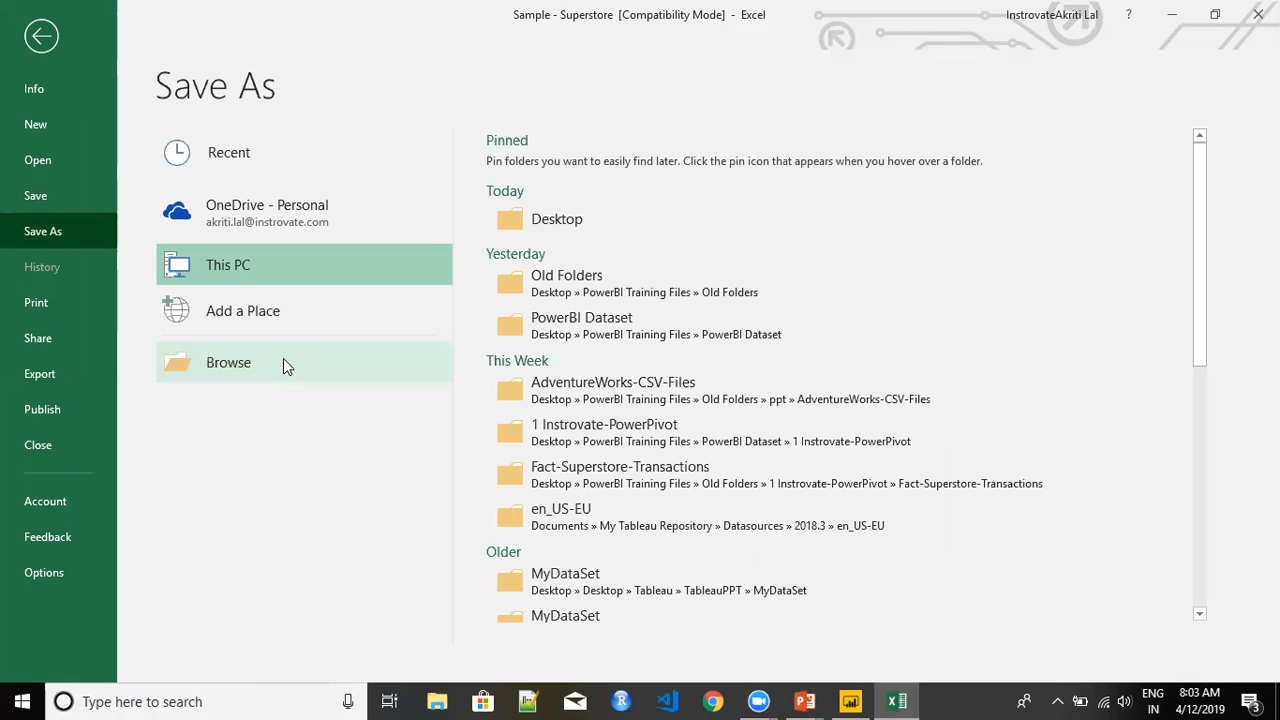 Sample - Superstore [Compatibility Mode] - Excel
InstrovateAkriti Lal
?
Info
New
Open
Save
Save As
History
Print
Share
Export
Publish
Close
Account
Feedback
Options
Save As
Recent
OneDrive - Personal
akriti.lal@instrovate.com
This PC
Add a Place
Browse
Pinned
Pin folders you want to easily find later. Click the pin icon that appears when you hover over a folder.
Today
Desktop
Yesterday
Old Folders
Desktop » PowerBI Training Files » Old Folders
PowerBI Dataset
Desktop » PowerBI Training Files » PowerBI Dataset
This Week
AdventureWorks-CSV-Files
Desktop » PowerBI Training Files » Old Folders » ppt » AdventureWorks-CSV-Files
1 Instrovate-PowerPivot
Desktop » PowerBI Training Files » PowerBI Dataset » 1 Instrovate-PowerPivot
Fact-Superstore-Transactions
Desktop » PowerBI Training Files » Old Folders » 1 Instrovate-PowerPivot » Fact-Superstore-Transactions
en_US-EU
Documents » My Tableau Repository » Datasources » 2018.3 » en_US-EU
Older
MyDataSet
Desktop » Desktop » Tableau » TableauPPT » MyDataSet
MyDataSet
Type here to search
ENG
IN
8:03 AM
4/12/2019
3